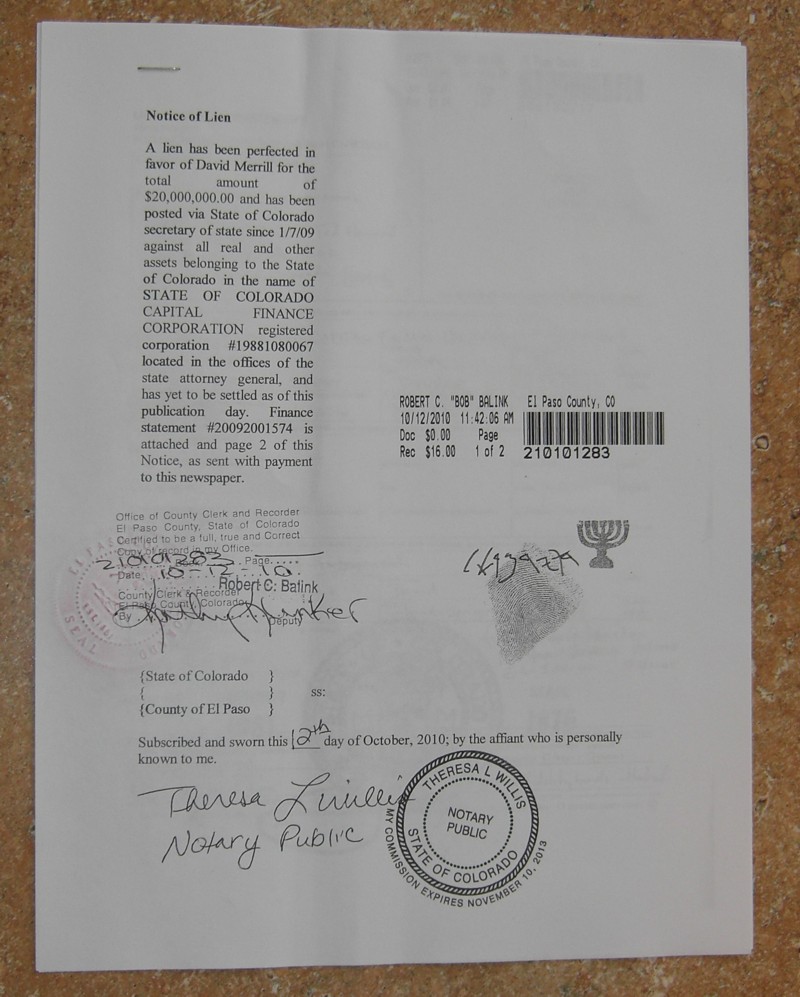 Notice of Lien
A lien has been perfected in
favor of David Merrill for the
total amount of
$20,000,000.00 and has been
posted via State of Colorado
secretary of state since 1/7/09
against all real and other
assets belonging to the State
of Colorado in the name of
STATE OF COLORADO
CAPITAL FINANCE
CORPORATION registered
corporation #19881080067
located in the offices of the
state attorney general, and
has yet to be settled as of this
publication day. Finance
statement #20092001574 is
attached and page 2 of this
Notice, as sent with payment
to this newspaper.
ROBERT C. "BOB" BALINK El Paso County, CO
10/12/2010 11:42:06 AM
Doc $0.00 Page
Rec $16.00 1 of 2 210101283
Office of County Clerk and Recorder
El Paso County, State of Colorado
Certified to be a full, true and Correct
Copy of record in my Office.
210101283 Page.....
Date, 10-12-10
Robert C. Balink
County Clerk & Recorder
El Paso County Colorado
By Deputy
SEAL
{State of Colorado }
{ } ss:
{County of El Paso }
Subscribed and sworn this 12th day of October, 2010; by the affiant who is personally
known to me.
Theresa L Willis
Notary Public
THERESA L WILLIS
NOTARY
PUBLIC
STATE OF COLORADO
MY COMMISSION EXPIRES NOVEMBER 10, 2013